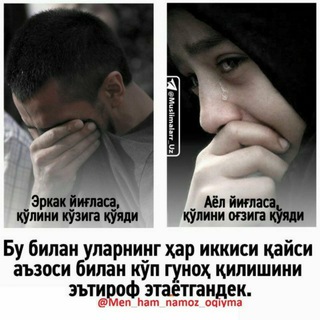 @Muslimalarr_Uz
Эркак йиғласа,
қўлини кўзига қўяди
Аёл йиғласа,
қўлини оғзига қўяди
Бу билан уларнинг ҳар иккиси қайси
аъзоси билан кўп гуноҳ қилишини
эътироф этаётгандек.
@Men_ham_namoz_oqiyma